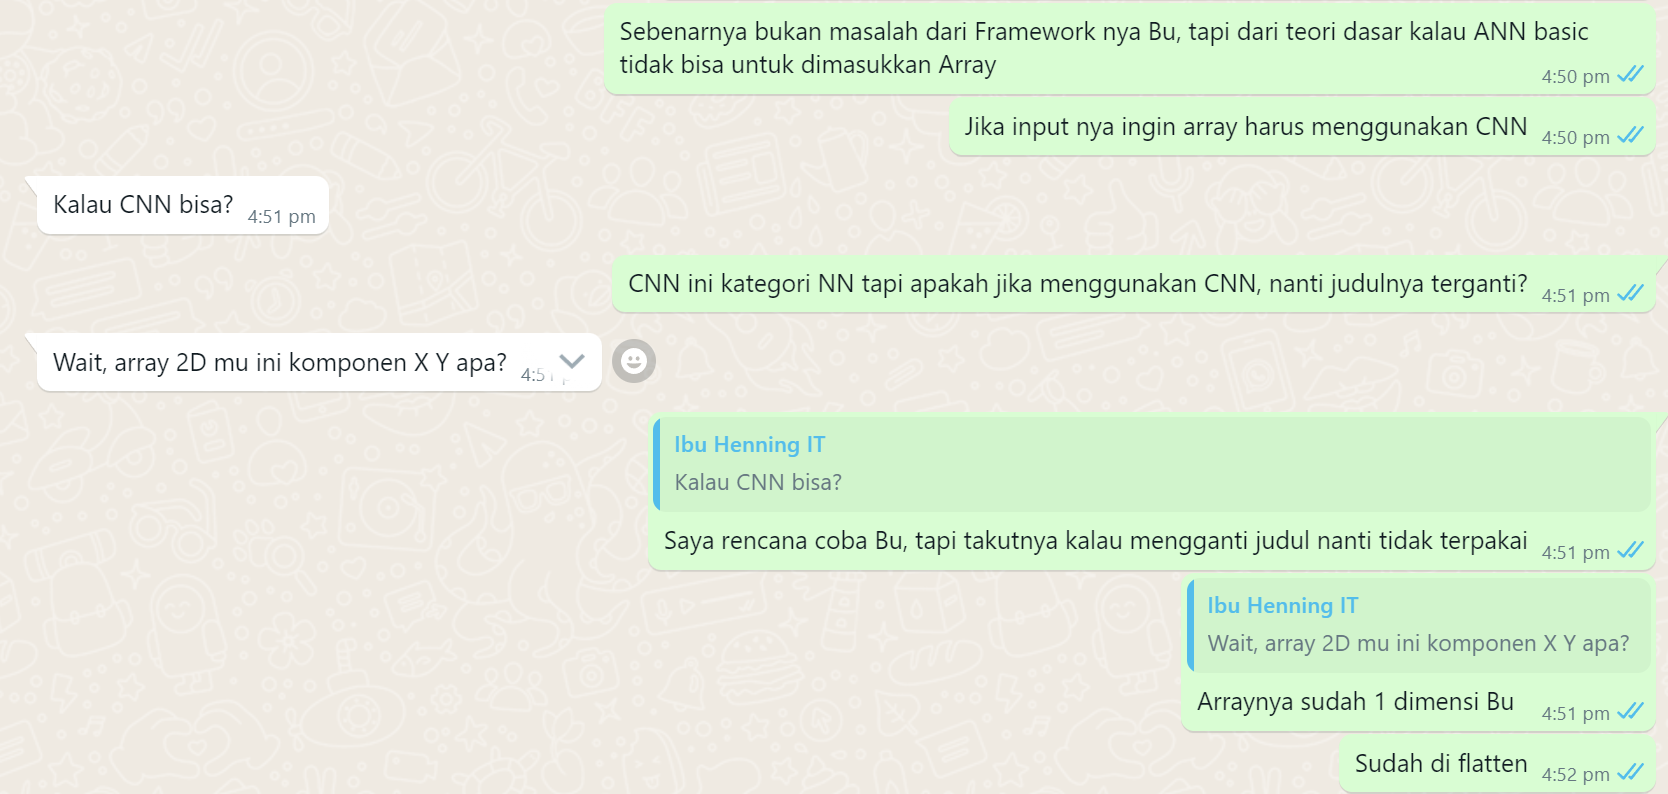 Sebenarnya bukan masalah dari Framework nya Bu, tapi dari teori dasar kalau ANN basic
tidak bisa untuk dimasukkan Array
4:50 pm
Jika input nya ingin array harus menggunakan CNN
4:50 pm
Kalau CNN bisa?
4:51 pm
CNN ini kategori NN tapi apakah jika menggunakan CNN, nanti judulnya terganti?
4:51 pm
Wait, array 2D mu ini komponen X Y apa?
Ibu Henning IT
Kalau CNN bisa?
Saya rencana coba Bu, tapi takutnya kalau mengganti judul nanti tidak terpakai
4:51 pm
Ibu Henning IT
Wait, array 2D mu ini komponen X Y apa?
Arraynya sudah 1 dimensi Bu
4:51 pm
Sudah di flatten
4:52 pm